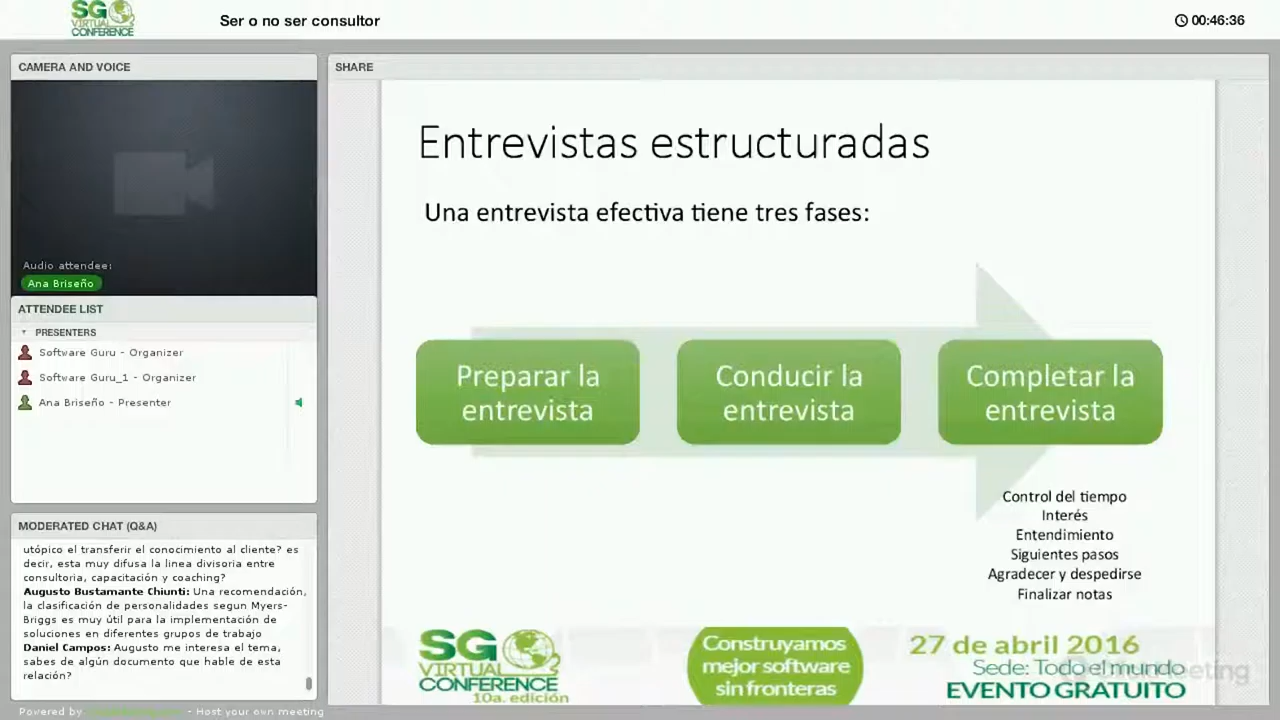 SG
VIRTUAL
CONFERENCE
Ser o no ser consultor
00:46:36
CAMERA AND VOICE
Audio attendee:
Ana Briseño
ATTENDEE LIST
PRESENTERS
Software Guru - Organizer
Software Guru_1 - Organizer
Ana Briseño - Presenter
MODERATED CHAT (Q&A)
utópico el transferir el conocimiento al cliente? es
decir, esta muy difusa la linea divisoria entre
consultoria, capacitación y coaching?
Augusto Bustamante Chiunti: Una recomendación,
la clasificación de personalidades segun Myers-
Briggs es muy útil para la implementación de
soluciones en diferentes grupos de trabajo
Daniel Campos: Augusto me interesa el tema,
sabes de algún documento que hable de esta
relación?
Powered by
- Host your own meeting
SHARE
Entrevistas estructuradas
Una entrevista efectiva tiene tres fases:
Preparar la
entrevista
Conducir la
entrevista
Completar la
entrevista
Control del tiempo
Interés
Entendimiento
Siguientes pasos
Agradecer y despedirse
Finalizar notas
SG
VIRTUAL
CONFERENCE
10a. edición
Construyamos
mejor software
sin fronteras
27 de abril 2016
Sede: Todo el mundo
EVENTO GRATUITO